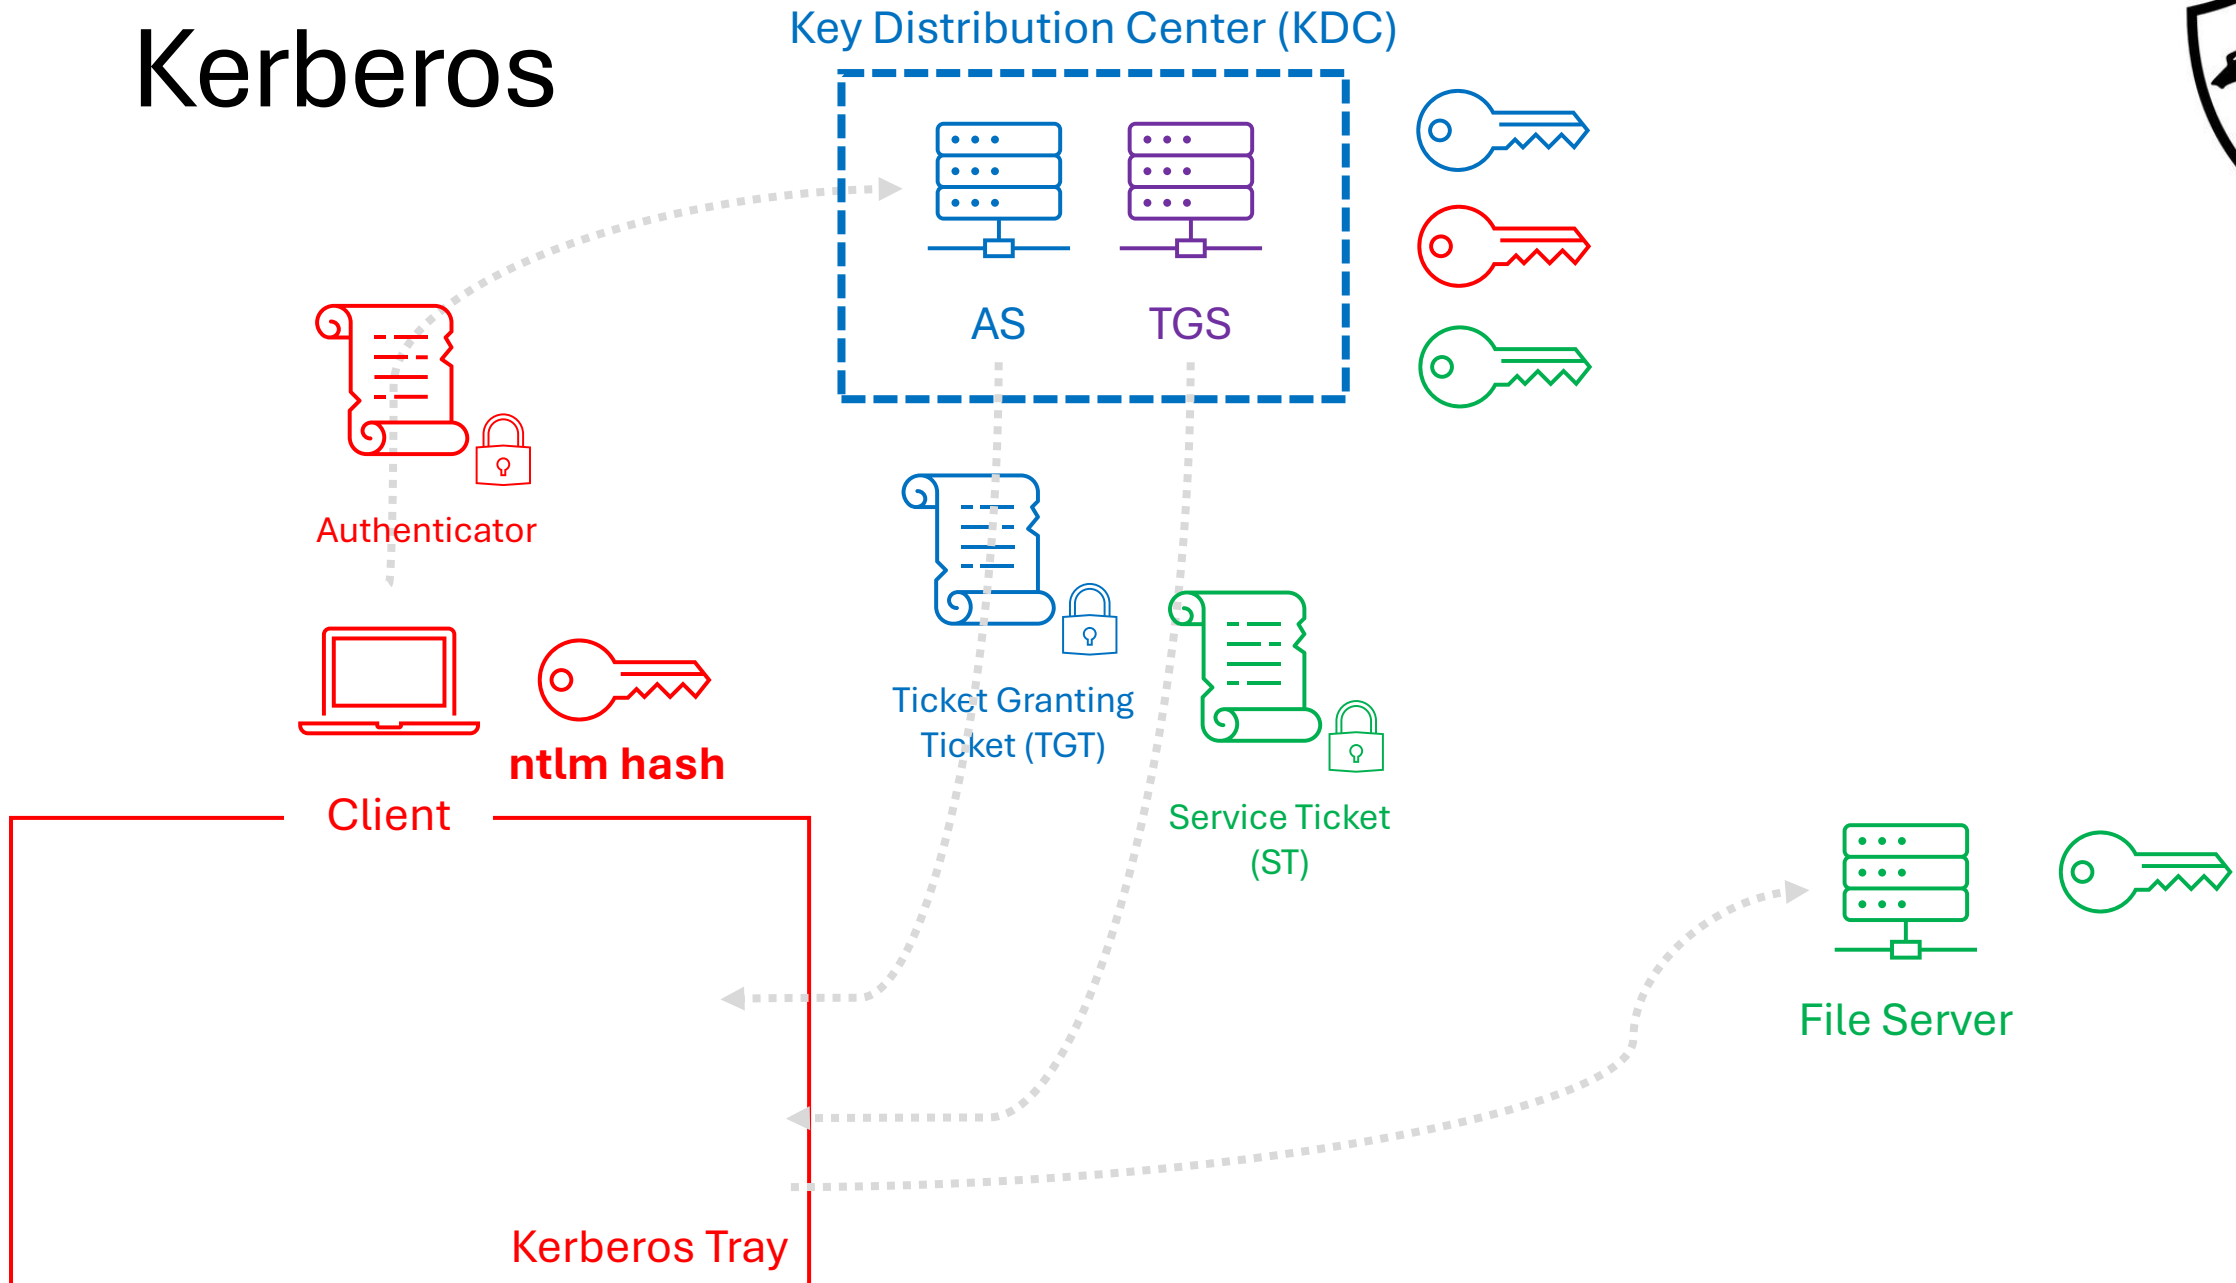 Kerberos
Key Distribution Center (KDC)
AS
TGS
Authenticator
Ticket Granting
Ticket (TGT)
ntlm hash
Client
Service Ticket
(ST)
File Server
Kerberos Tray